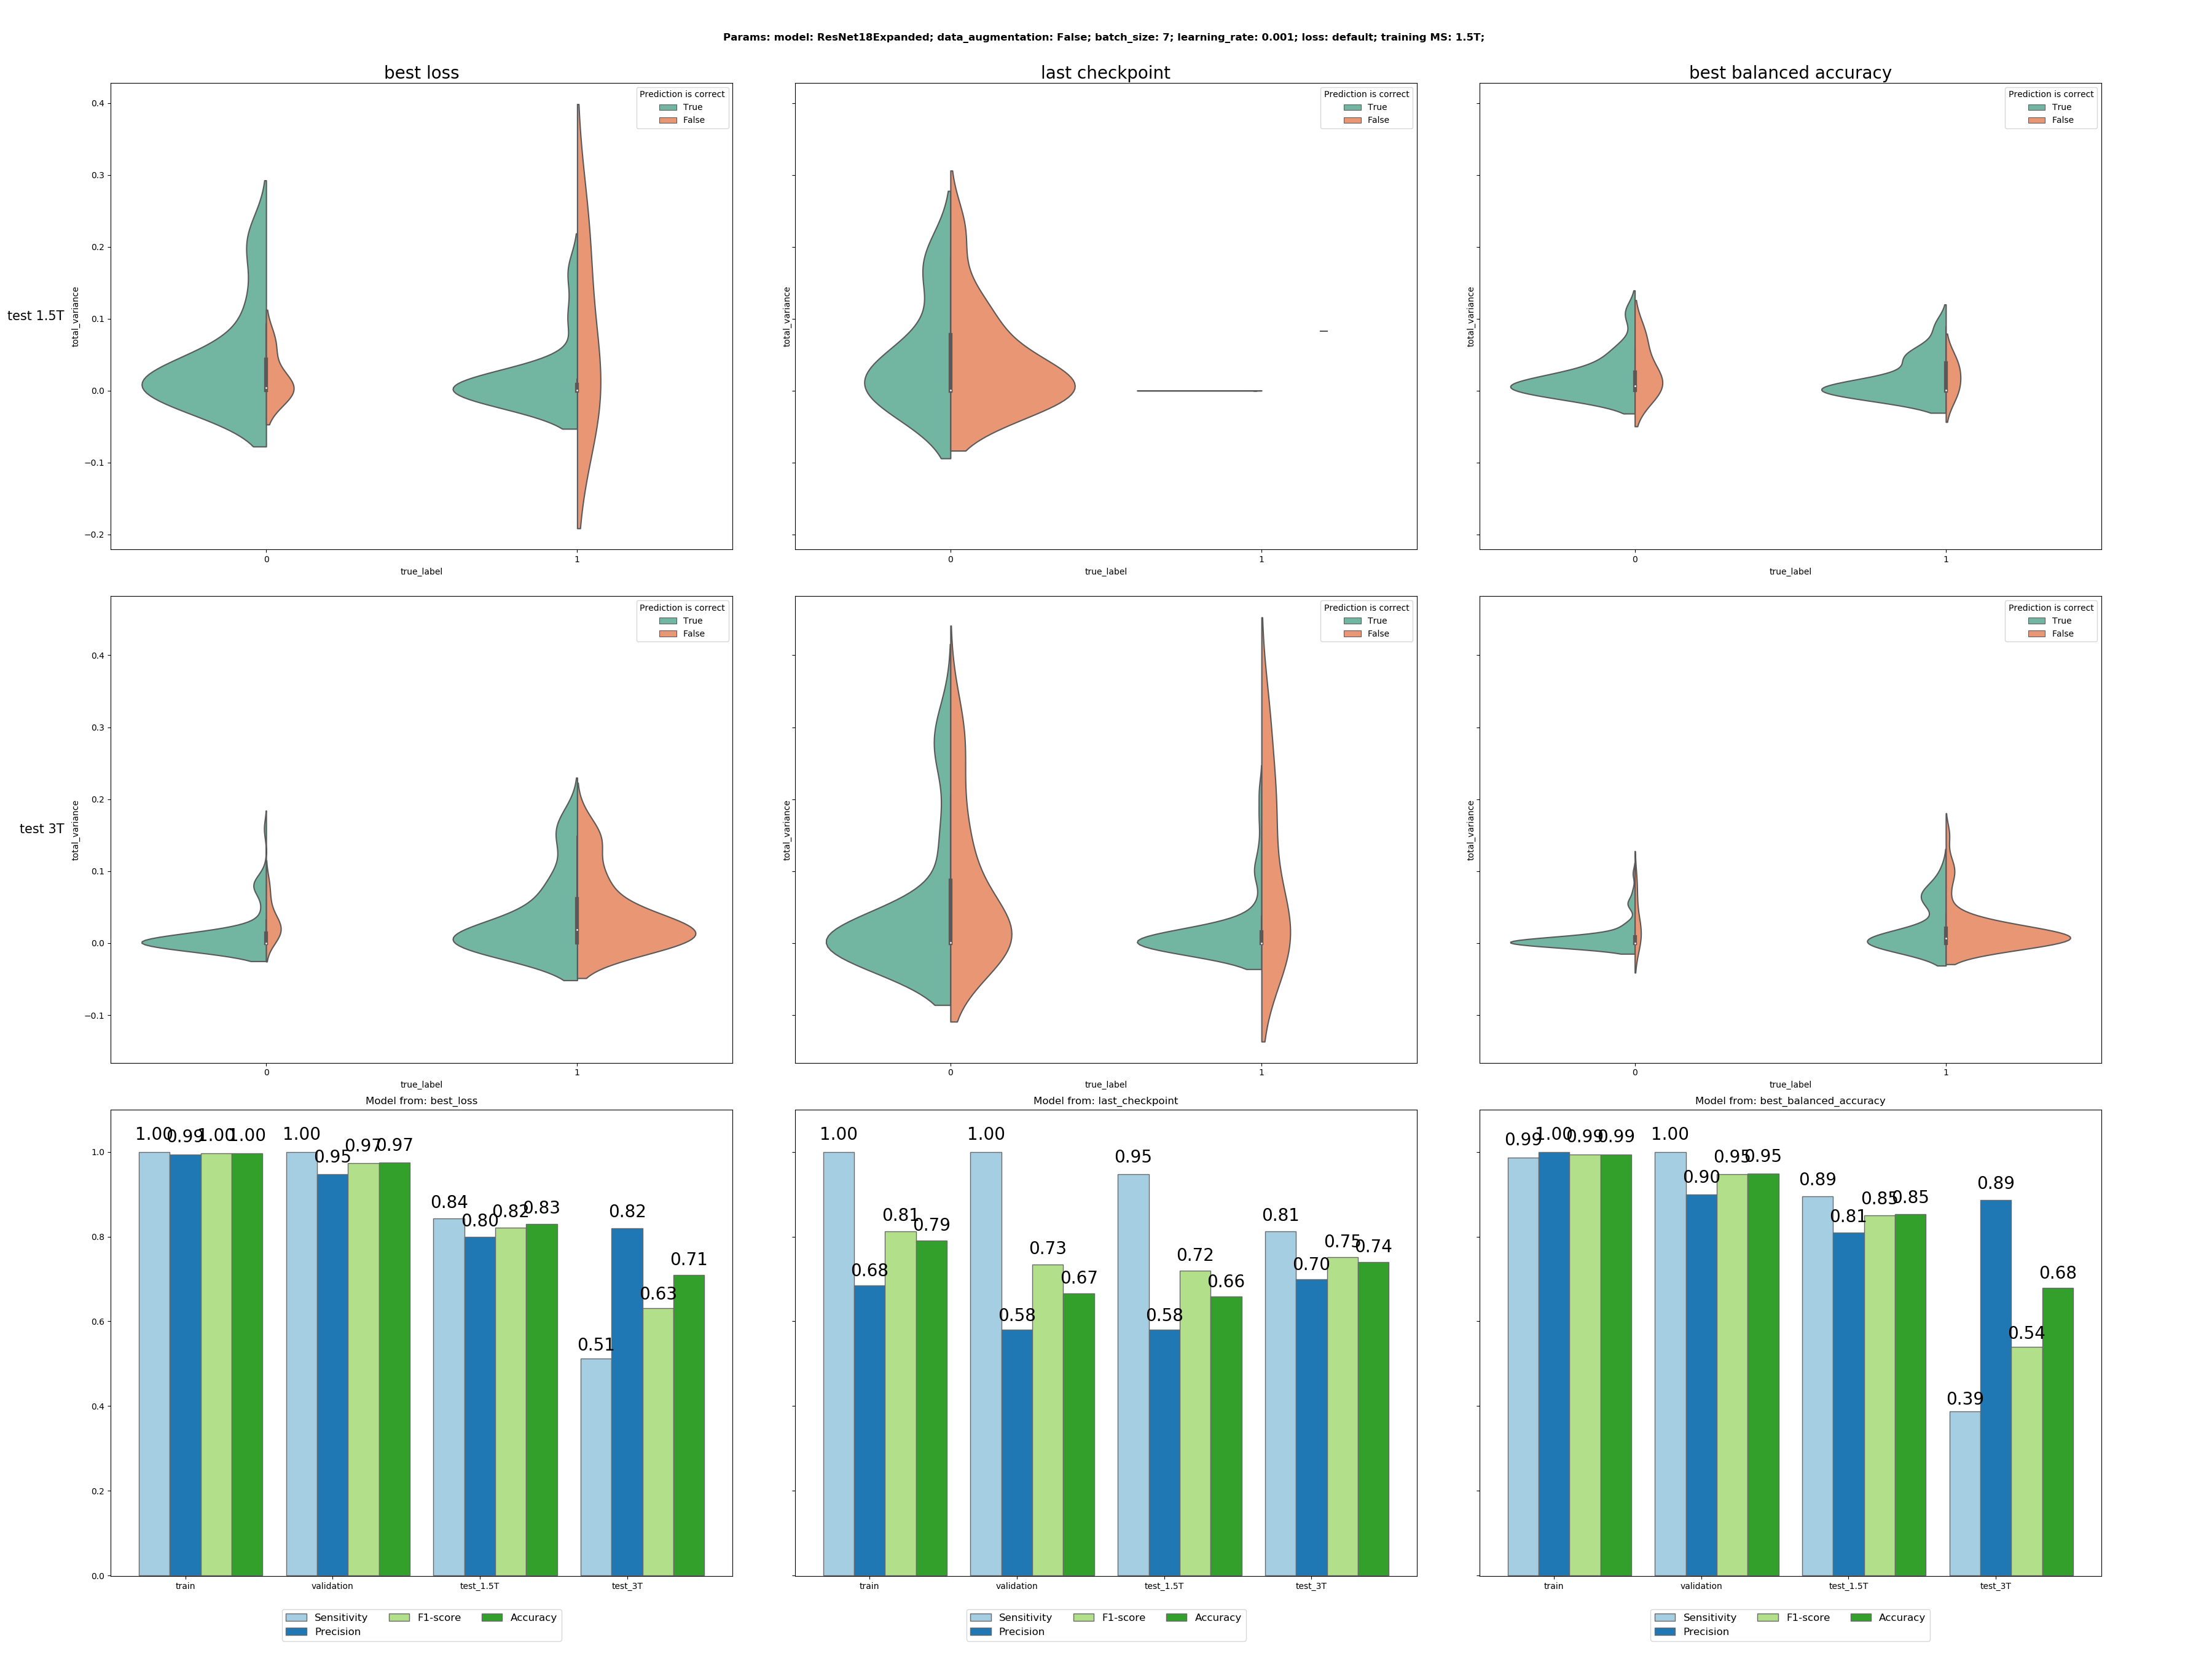 Params: model: ResNet18Expanded; data_augmentation: False; batch_size: 7; learning_rate: 0.001; loss: default; training MS: 1.5T;
best loss
last checkpoint
best balanced accuracy
test 1.5T
total_variance
0.4
0.3
0.2
0.1
0.0
−0.1
−0.2
Prediction is correct
True
False
0 1
true_label
total_variance
Prediction is correct
True
False
0 1
true_label
total_variance
Prediction is correct
True
False
0 1
true_label
test 3T
total_variance
0.4
0.3
0.2
0.1
0.0
−0.1
Prediction is correct
True
False
0 1
true_label
total_variance
Prediction is correct
True
False
0 1
true_label
total_variance
Prediction is correct
True
False
0 1
true_label
Model from: best_loss
1.0
0.8
0.6
0.4
0.2
0.0
1.00 0.99 1.00 1.00
1.00 0.95 0.97 0.97
0.84 0.80 0.82 0.83
0.51 0.82 0.63 0.71
train validation test_1.5T test_3T
Sensitivity F1-score Accuracy
Precision
Model from: last_checkpoint
1.00 0.68 0.81 0.79
1.00 0.58 0.73 0.67
0.95 0.58 0.72 0.66
0.81 0.70 0.75 0.74
train validation test_1.5T test_3T
Sensitivity F1-score Accuracy
Precision
Model from: best_balanced_accuracy
0.99 1.00 0.99 0.99
1.00 0.90 0.95 0.95
0.89 0.81 0.85 0.85
0.39 0.89 0.54 0.68
train validation test_1.5T test_3T
Sensitivity F1-score Accuracy
Precision